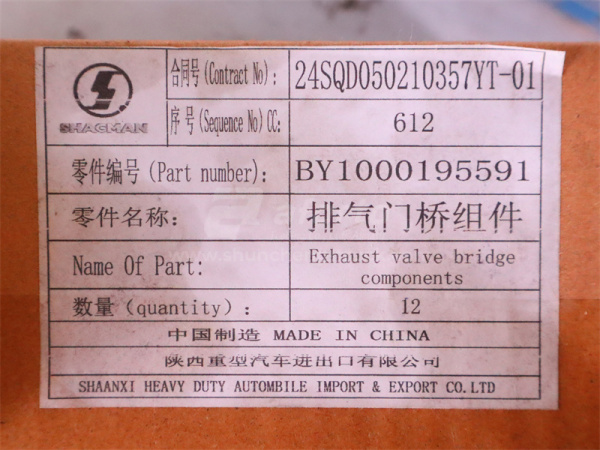 SHACMAN
合同号(Contract No): 24SQD050210357YT-01
序号(Sequence No)CC: 612
零件编号(Part number): BY1000195591
零件名称: 排气门桥组件
Name Of Part: Exhaust valve bridge
components
数量(quantity): 12
中国制造 MADE IN CHINA
陕西重型汽车进出口有限公司
SHAANXI HEAVY DUTY AUTOMBILE IMPORT & EXPORT CO.LTD